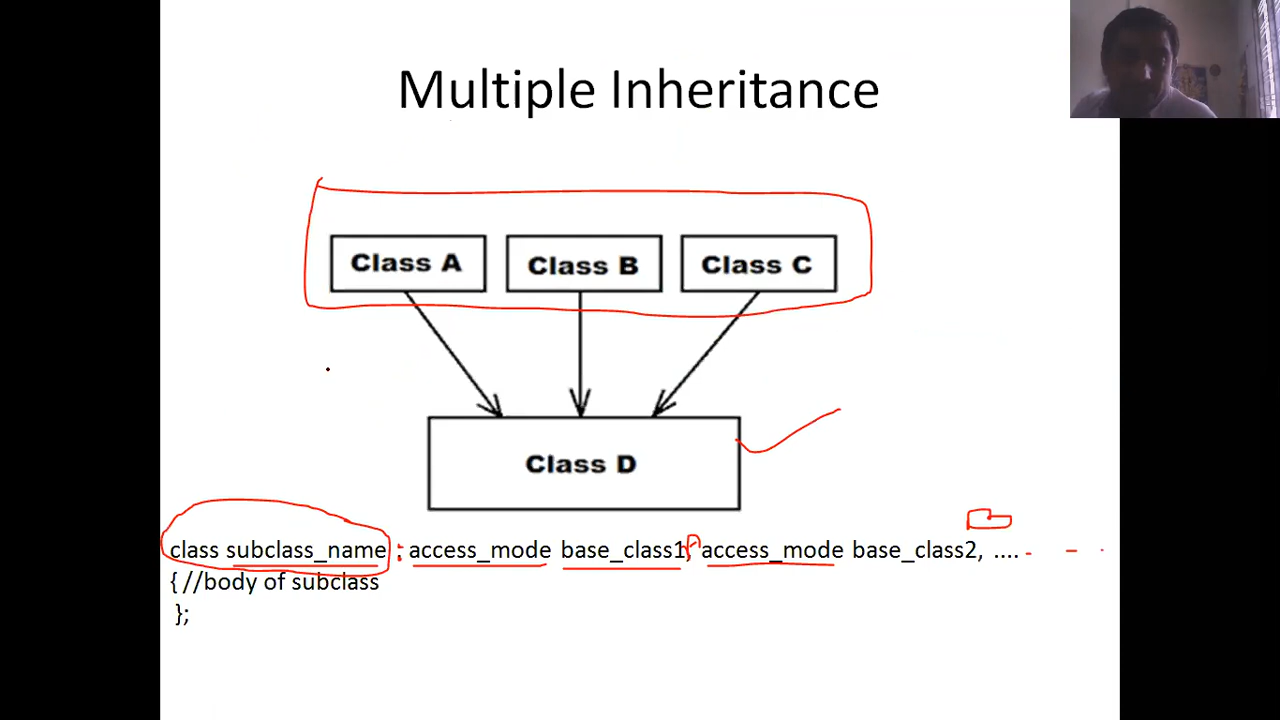 Multiple Inheritance
Class A Class B Class C
Class D
class subclass_name : access_mode base_class1, access_mode base_class2, ....
{ //body of subclass
};